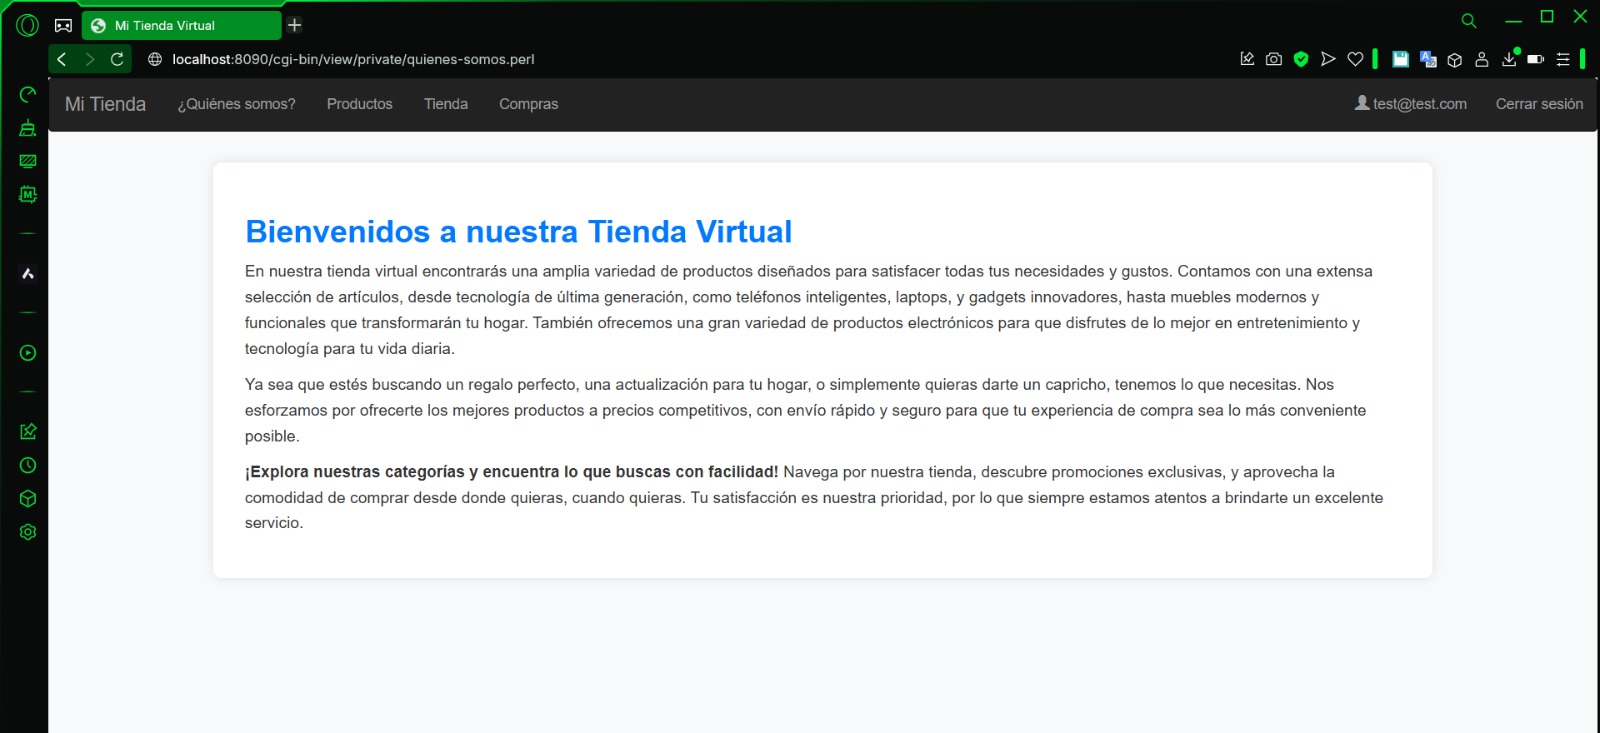 Mi Tienda Virtual
localhost:8090/cgi-bin/view/private/quienes-somos.perl
Mi Tienda ¿Quiénes somos? Productos Tienda Compras test@test.com Cerrar sesión
Bienvenidos a nuestra Tienda Virtual
En nuestra tienda virtual encontrarás una amplia variedad de productos diseñados para satisfacer todas tus necesidades y gustos. Contamos con una extensa
selección de artículos, desde tecnología de última generación, como teléfonos inteligentes, laptops, y gadgets innovadores, hasta muebles modernos y
funcionales que transformarán tu hogar. También ofrecemos una gran variedad de productos electrónicos para que disfrutes de lo mejor en entretenimiento y
tecnología para tu vida diaria.
Ya sea que estés buscando un regalo perfecto, una actualización para tu hogar, o simplemente quieras darte un capricho, tenemos lo que necesitas. Nos
esforzamos por ofrecerte los mejores productos a precios competitivos, con envío rápido y seguro para que tu experiencia de compra sea lo más conveniente
posible.
¡Explora nuestras categorías y encuentra lo que buscas con facilidad! Navega por nuestra tienda, descubre promociones exclusivas, y aprovecha la
comodidad de comprar desde donde quieras, cuando quieras. Tu satisfacción es nuestra prioridad, por lo que siempre estamos atentos a brindarte un excelente
servicio.